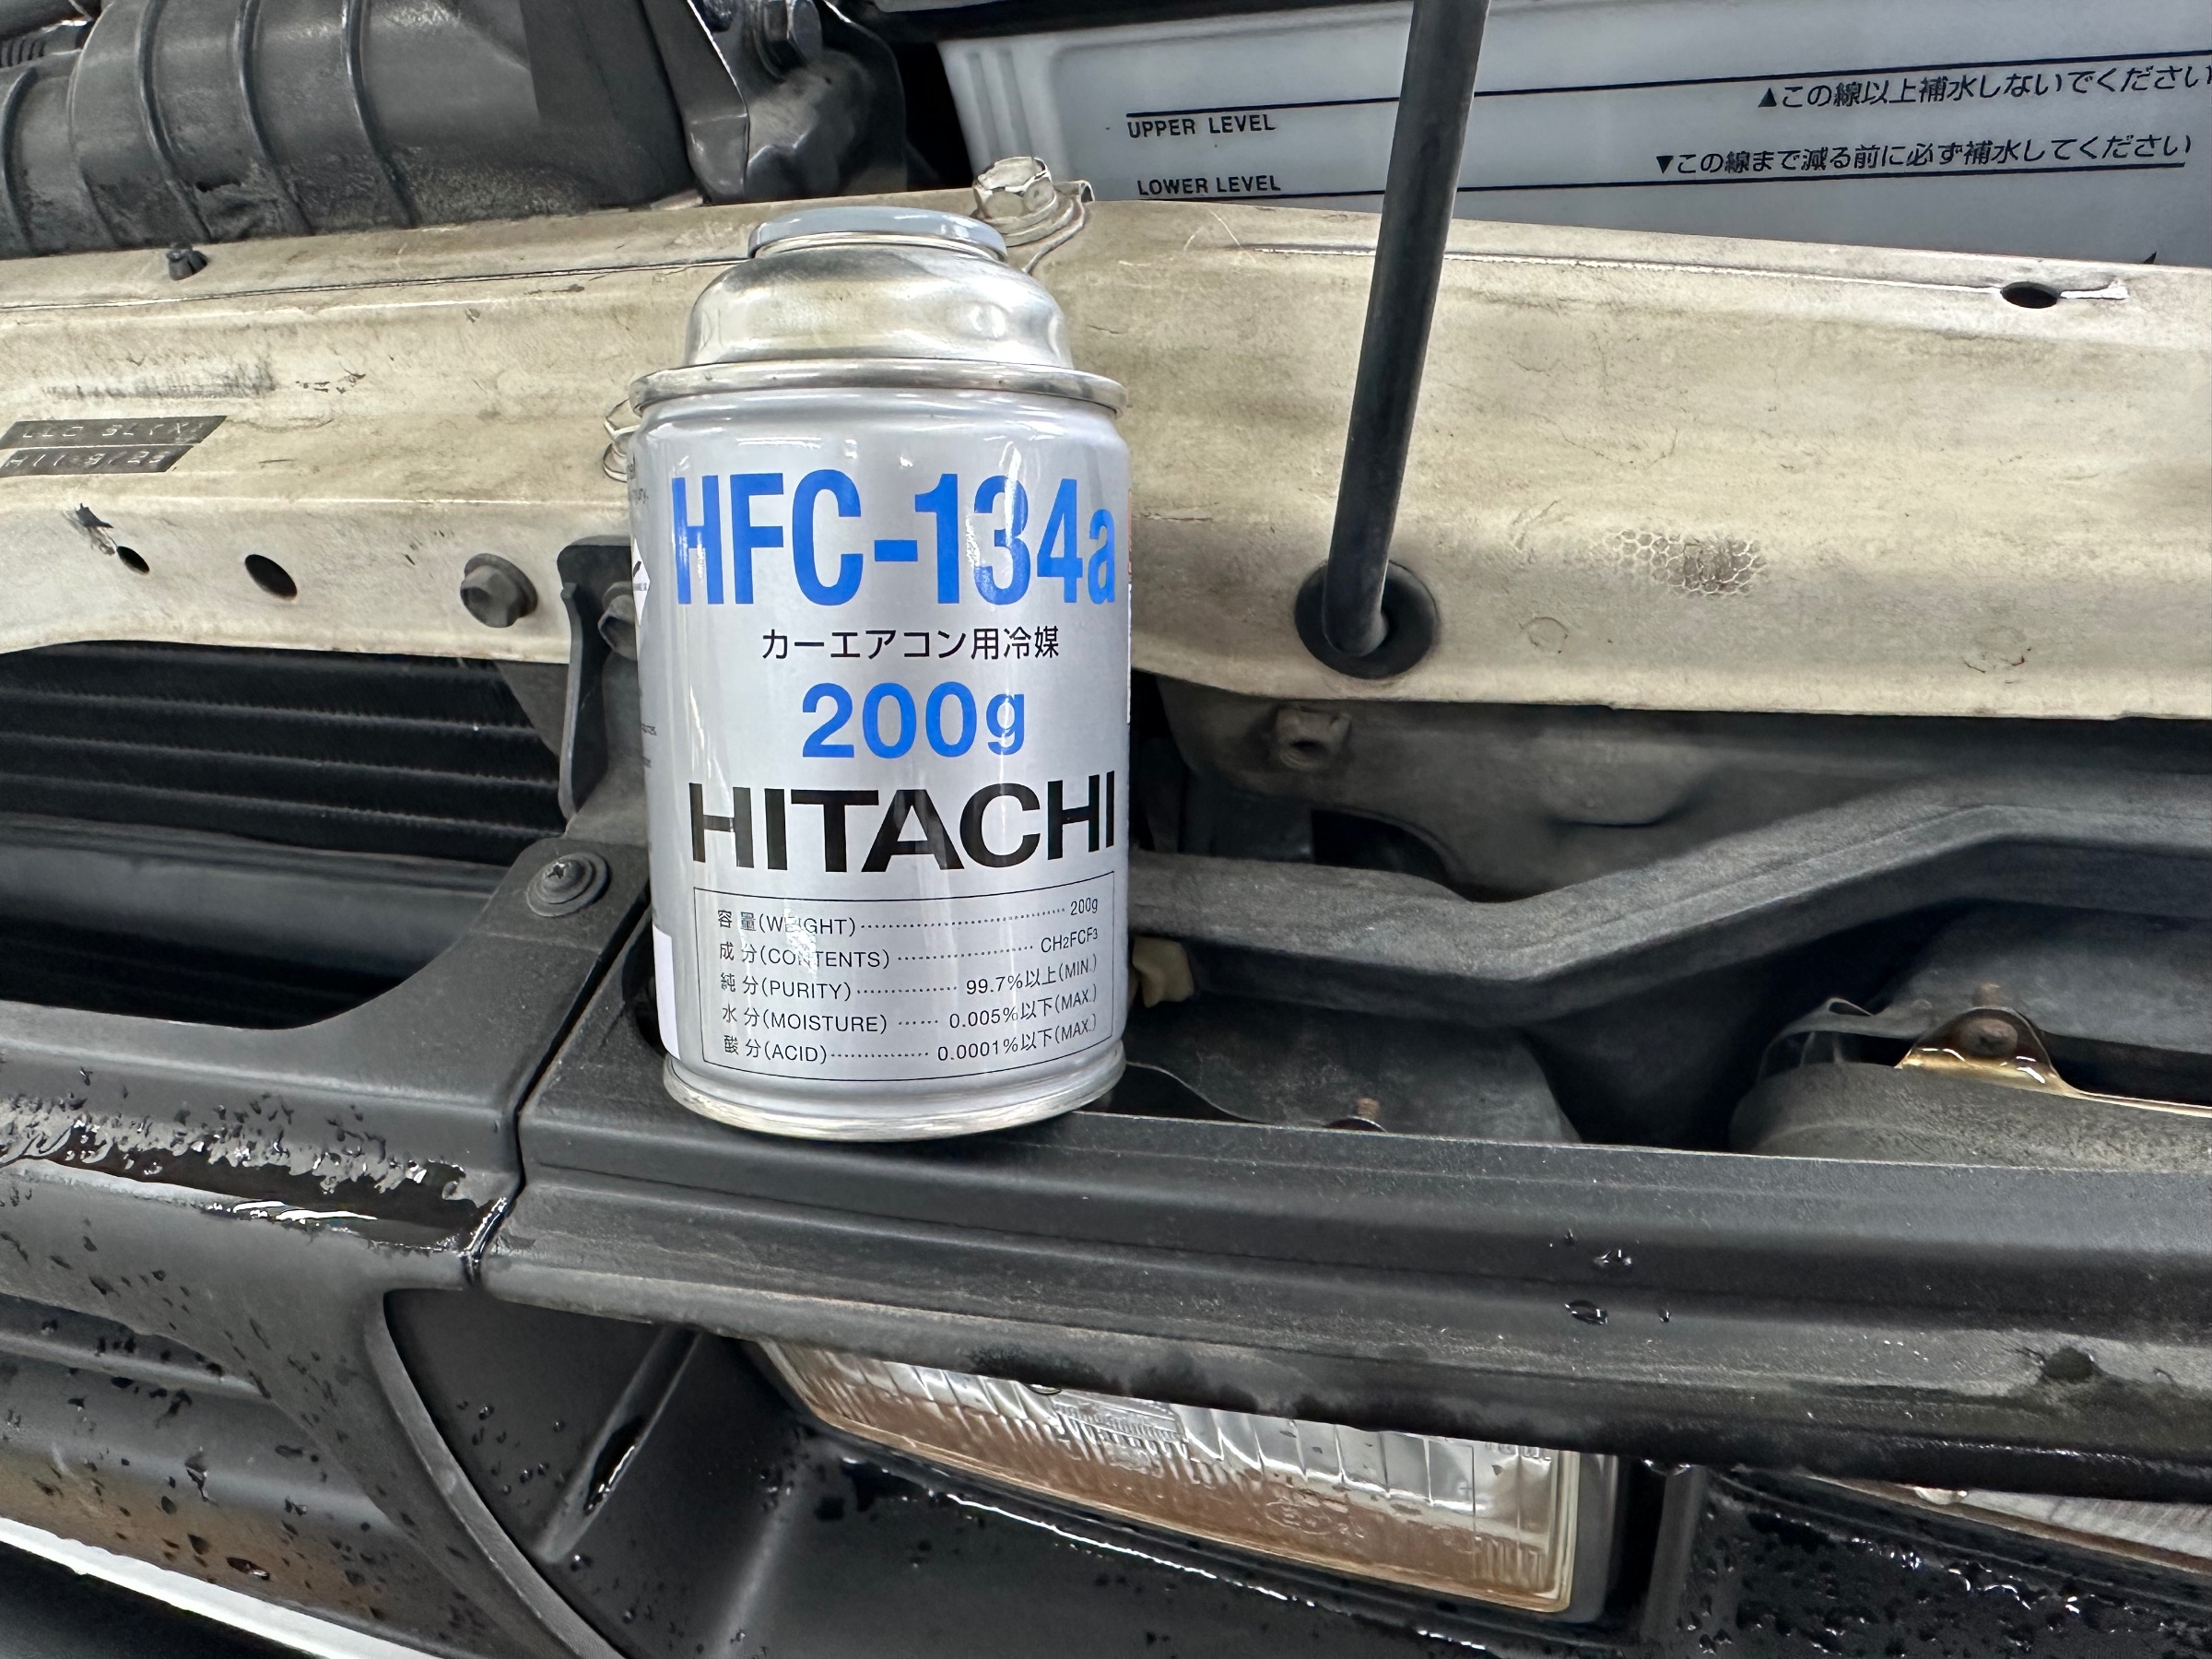 ▲この線以上補水しないでください
UPPER LEVEL
▼この線まで減る前に必ず補水してください
LOWER LEVEL
HFC-134a
カーエアコン用冷媒
200g
HITACHI
容量(WEIGHT) 200g
成分(CONTENTS) CH2FCF3
純分(PURITY) 99.7%以上(MIN.)
水分(MOISTURE) 0.005%以下(MAX.)
酸分(ACID) 0.0001%以下(MAX.)